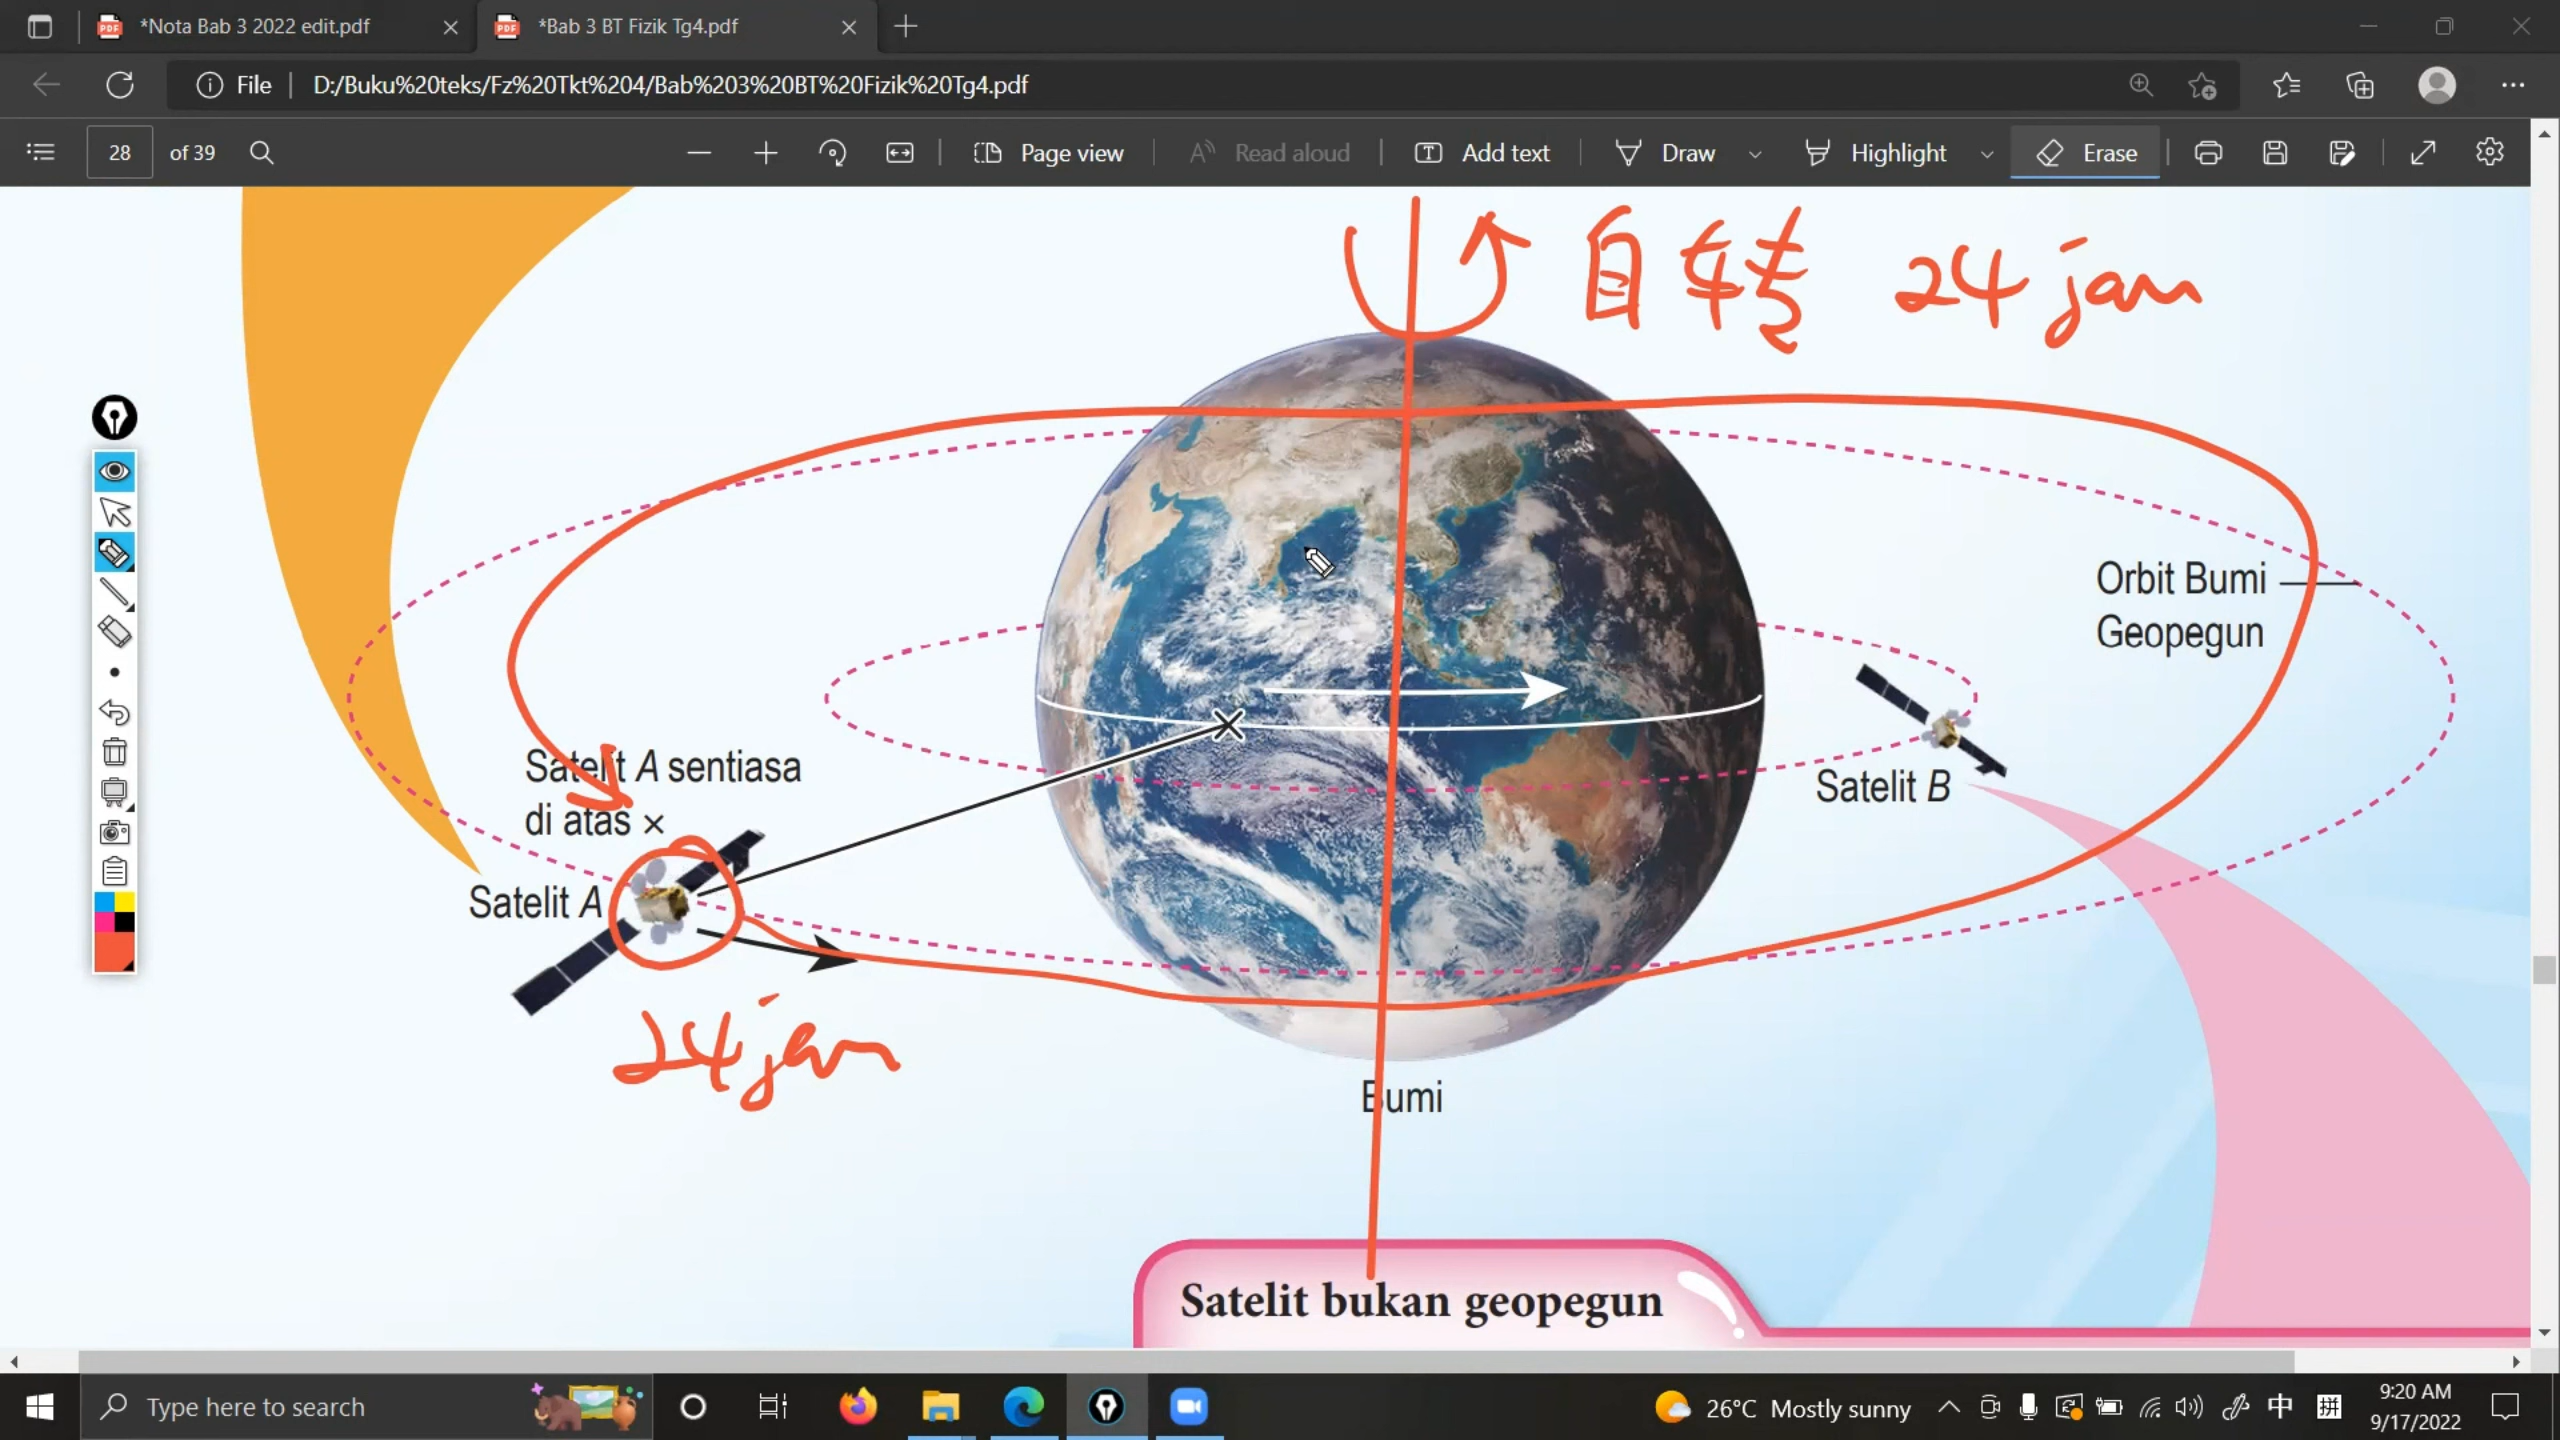 *Nota Bab 3 2022 edit.pdf
*Bab 3 BT Fizik Tg4.pdf
File
D:/Buku%20teks/Fz%20Tkt%204/Bab%203%20BT%20Fizik%20Tg4.pdf
28 of 39
Page view
Read aloud
Add text
Draw
Highlight
Erase
自转 24 jam
Orbit Bumi
Geopegun
Satelit A sentiasa
di atas ×
Satelit B
Satelit A
24 jam
Bumi
Satelit bukan geopegun
Type here to search
26°C Mostly sunny
中
拼
9:20 AM
9/17/2022